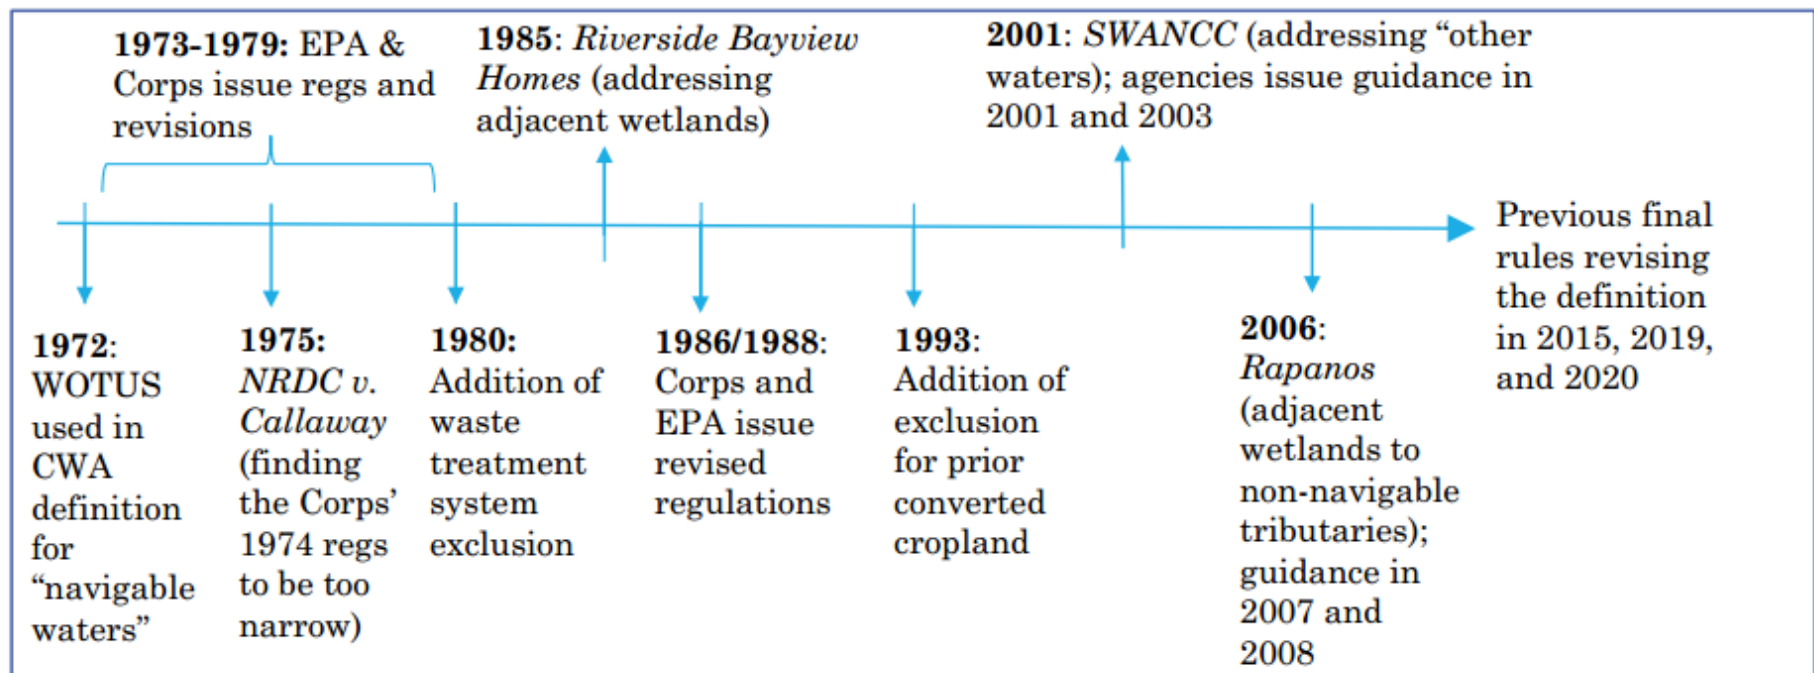 1973-1979: EPA &
Corps issue regs and
revisions
1985: Riverside Bayview
Homes (addressing
adjacent wetlands)
2001: SWANCC (addressing “other
waters); agencies issue guidance in
2001 and 2003
Previous final
rules revising
the definition
in 2015, 2019,
and 2020
1972:
WOTUS
used in
CWA
definition
for
“navigable
waters”
1975:
NRDC v.
Callaway
(finding
the Corps’
1974 regs
to be too
narrow)
1980:
Addition of
waste
treatment
system
exclusion
1986/1988:
Corps and
EPA issue
revised
regulations
1993:
Addition of
exclusion
for prior
converted
cropland
2006:
Rapanos
(adjacent
wetlands to
non-navigable
tributaries);
guidance in
2007 and
2008